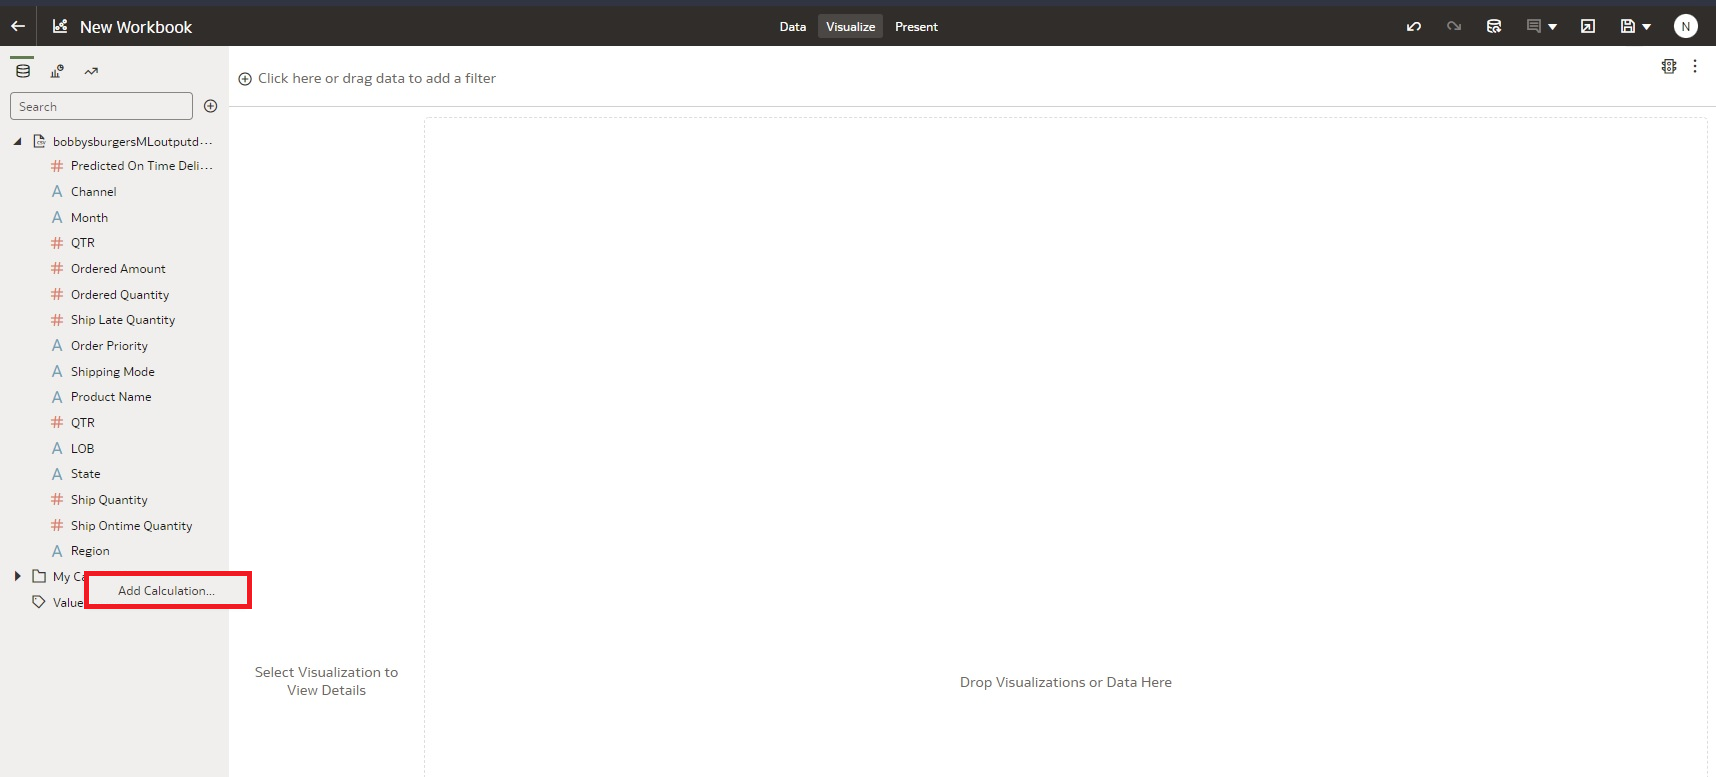 New Workbook
Data Visualize Present
N
Click here or drag data to add a filter
Search
bobbysburgersMLoutputd···
# Predicted On Time Deli···
A Channel
A Month
# QTR
# Ordered Amount
# Ordered Quantity
# Ship Late Quantity
A Order Priority
A Shipping Mode
A Product Name
# QTR
A LOB
A State
# Ship Quantity
# Ship Ontime Quantity
A Region
My Ca
Add Calculation...
Value
Select Visualization to
View Details
Drop Visualizations or Data Here